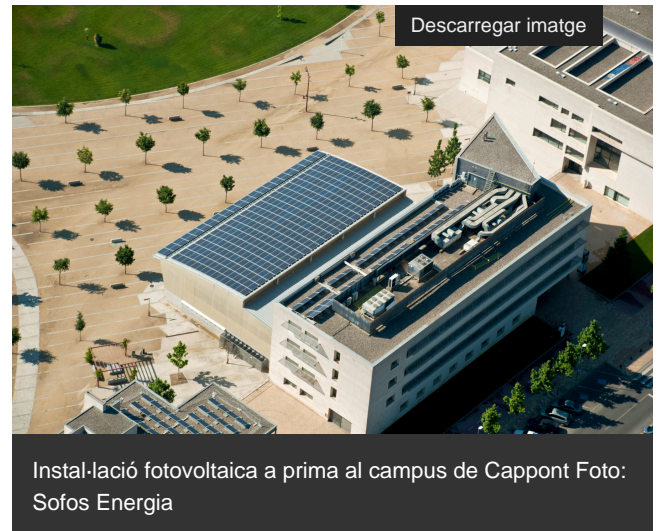 Descarregar imatge
Instal·lació fotovoltaica a prima al campus de Cappont Foto:
Sofos Energia